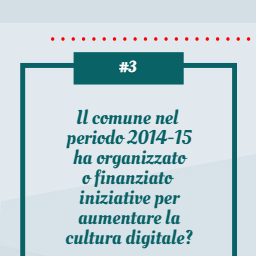 #3
Il comune nel
periodo 2014-15
ha organizzato
o finanziato
iniziative per
aumentare la
cultura digitale?